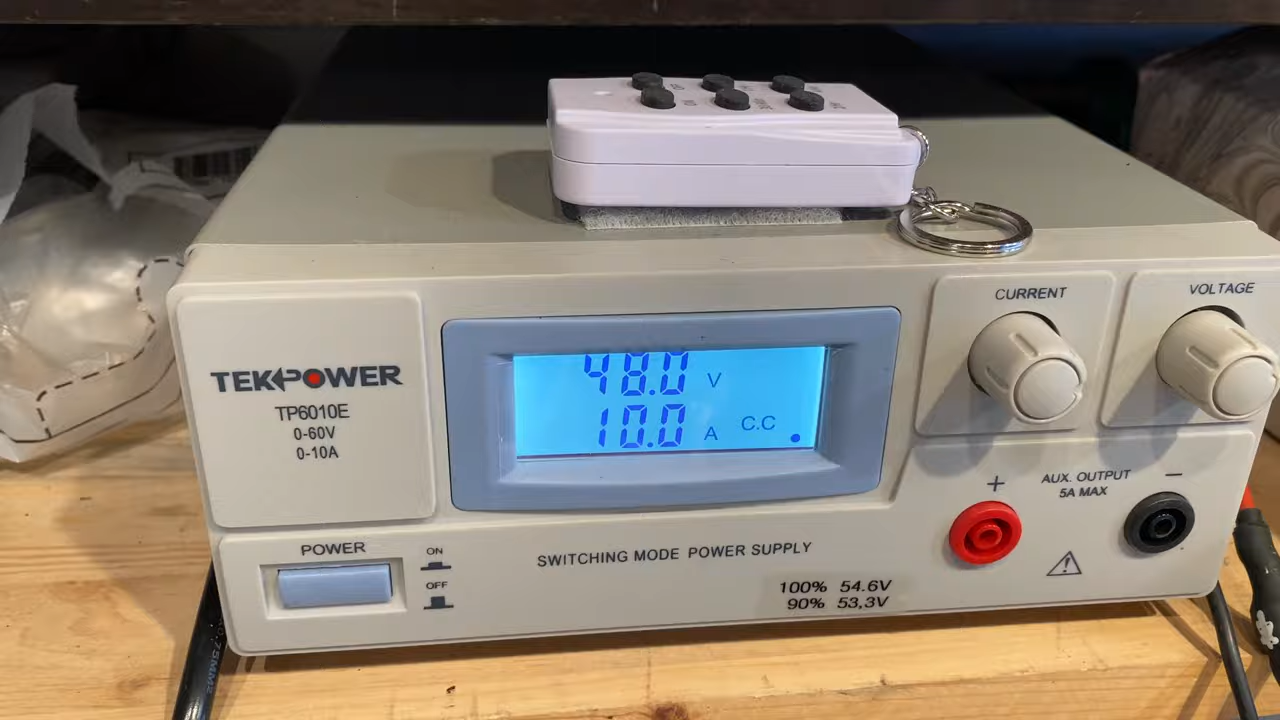 TEKPOWER
TP6010E
0-60V
0-10A
48.0 V
10.0 A C.C
CURRENT
VOLTAGE
+ AUX. OUTPUT −
5A MAX
POWER
ON
OFF
SWITCHING MODE POWER SUPPLY
100% 54.6V
90% 53,3V